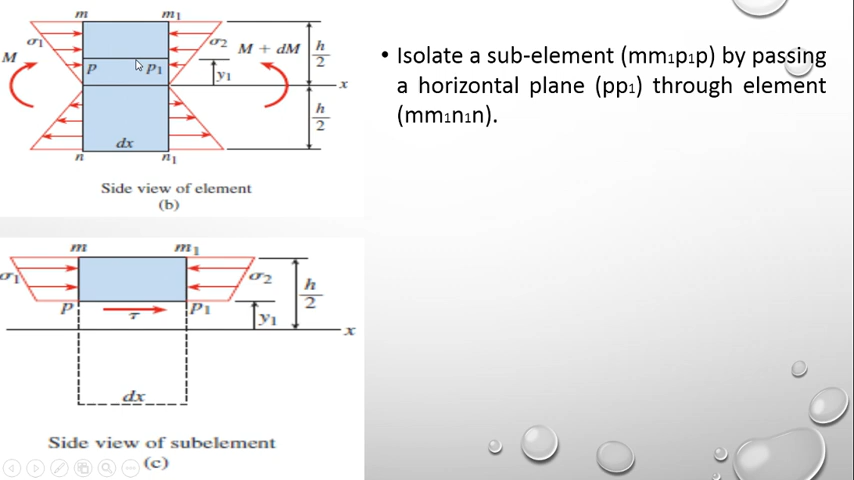 m m₁
σ₁ σ₂ M + dM h/2
M
p p₁ y₁
x
h/2
dx
n n₁
Side view of element
(b)
m m₁
σ₁ σ₂ h/2
p τ p₁ y₁
x
dx
Side view of subelement
(c)
• Isolate a sub-element (mm₁p₁p) by passing
a horizontal plane (pp₁) through element
(mm₁n₁n).